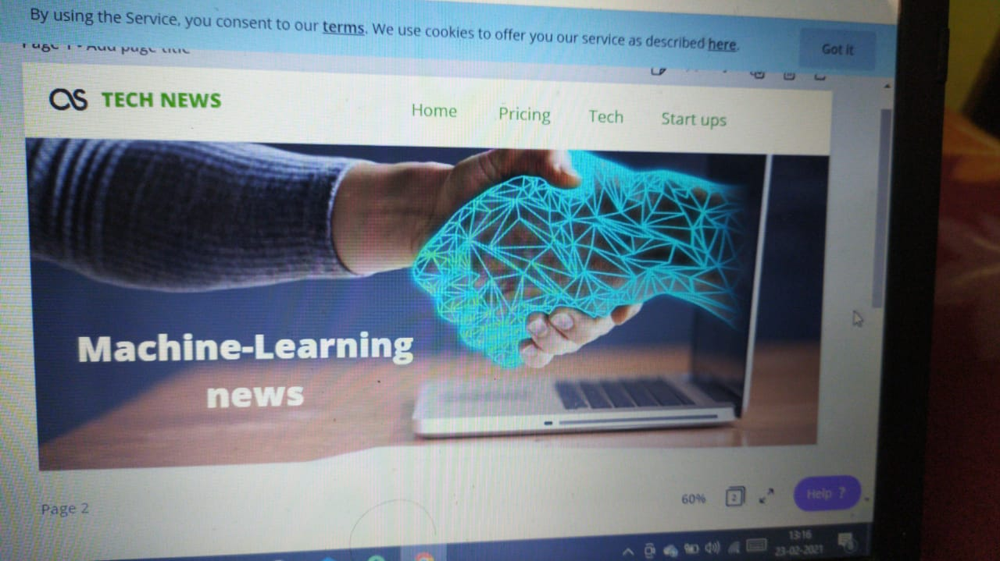 By using the Service, you consent to our terms. We use cookies to offer you our service as described here.
Got it
Page 1 - Add page title
TECH NEWS
Home Pricing Tech Start ups
Machine-Learning
news
Page 2
60%
2
Help ?
13:16
23-02-2021